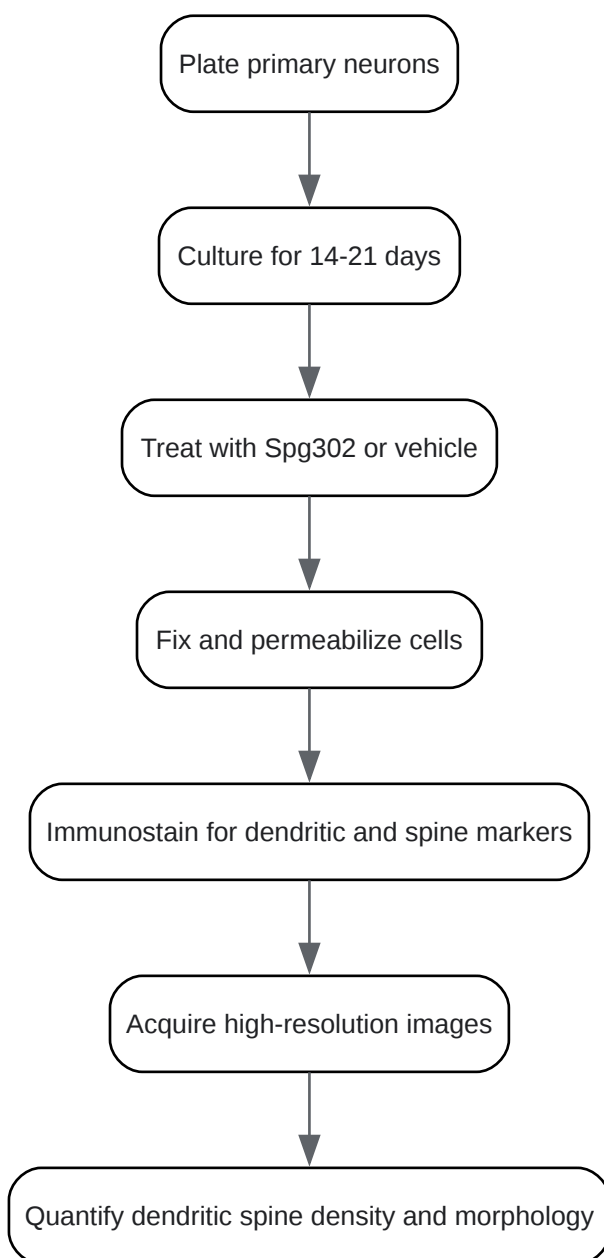 Plate primary neurons
Culture for 14-21 days
Treat with Spg302 or vehicle
Fix and permeabilize cells
Immunostain for dendritic and spine markers
Acquire high-resolution images
Quantify dendritic spine density and morphology